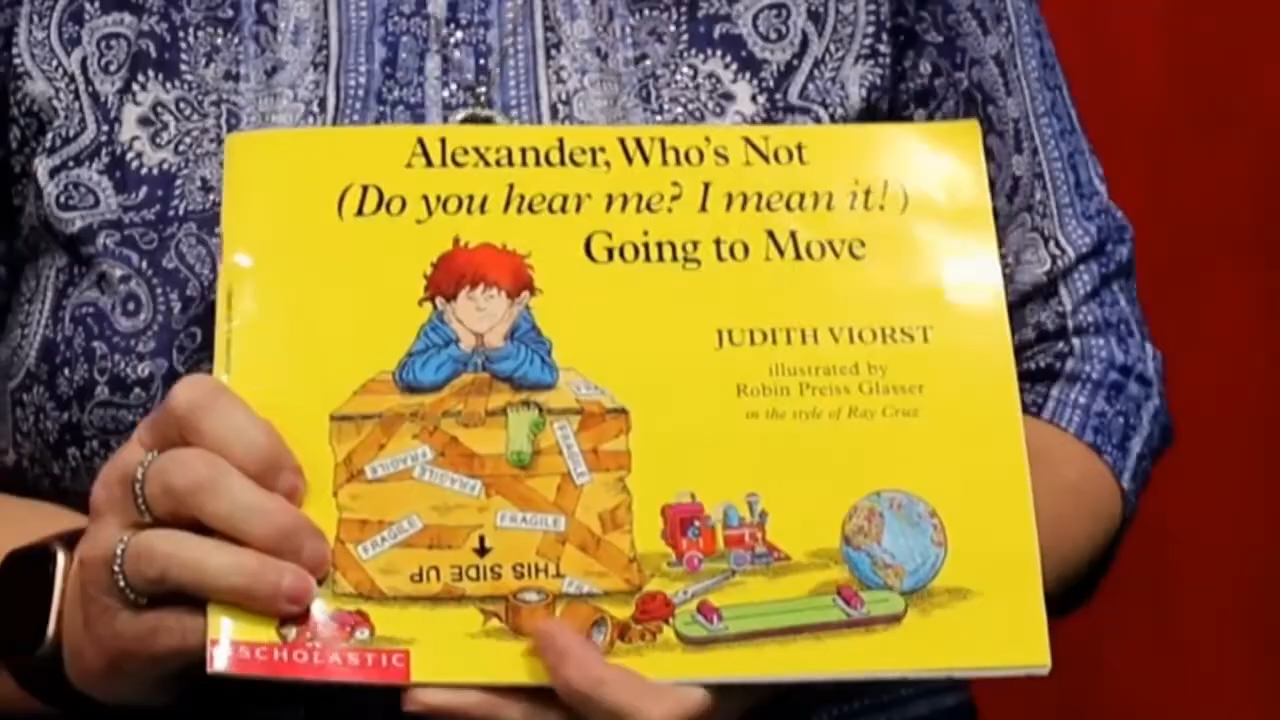 Alexander, Who's Not
(Do you hear me? I mean it!)
Going to Move
JUDITH VIORST
illustrated by
Robin Preiss Glasser
in the style of Ray Cruz
FRAGILE
FRAGILE
FRAGILE
FRAGILE
FRAGILE
THIS SIDE UP
SCHOLASTIC